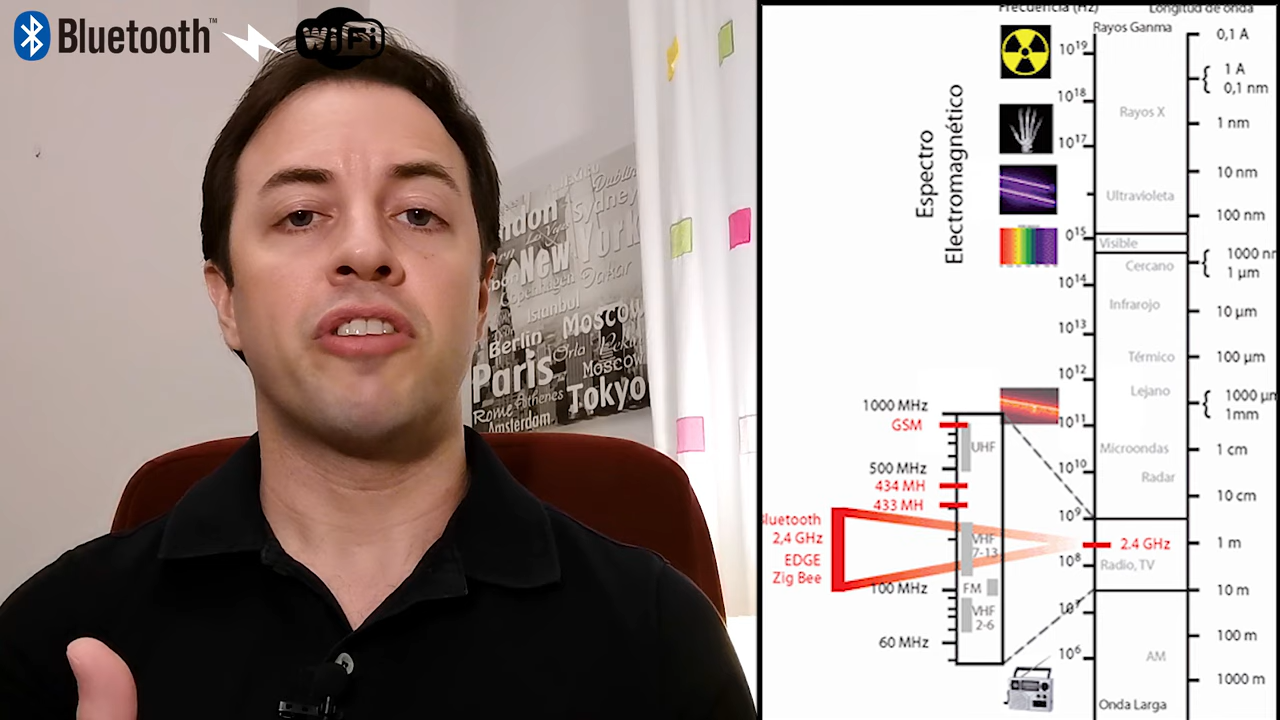 Bluetooth™
WiFi
Dublin
London
Sydney
New York
Copenhagen
Dakar
Istanbul
Moscou
Berlin
Paris
Moscow
Rome Athenes
Tokyo
Amsterdam
Frecuencia (Hz)
Longitud de onda
Espectro
Electromagnético
Rayos Ganma
0,1 A
10¹⁹
1 A
0,1 nm
10¹⁸
Rayos X
1 nm
10¹⁷
10 nm
Ultravioleta
100 nm
10¹⁵
Visible
1000 nm
Cercano
1 µm
10¹⁴
Infrarojo
10 µm
10¹³
Térmico
100 µm
10¹²
Lejano
1000 µm
1mm
10¹¹
Microondas
1 cm
10¹⁰
Radar
10 cm
10⁹
2.4 GHz
1 m
10⁸
Radio, TV
10 m
10⁷
100 m
10⁶
AM
1000 m
Onda Larga
1000 MHz
GSM
UHF
500 MHz
434 MH
433 MH
Bluetooth
2,4 GHz
EDGE
Zig Bee
VHF
7-13
100 MHz
FM
VHF
2-6
60 MHz